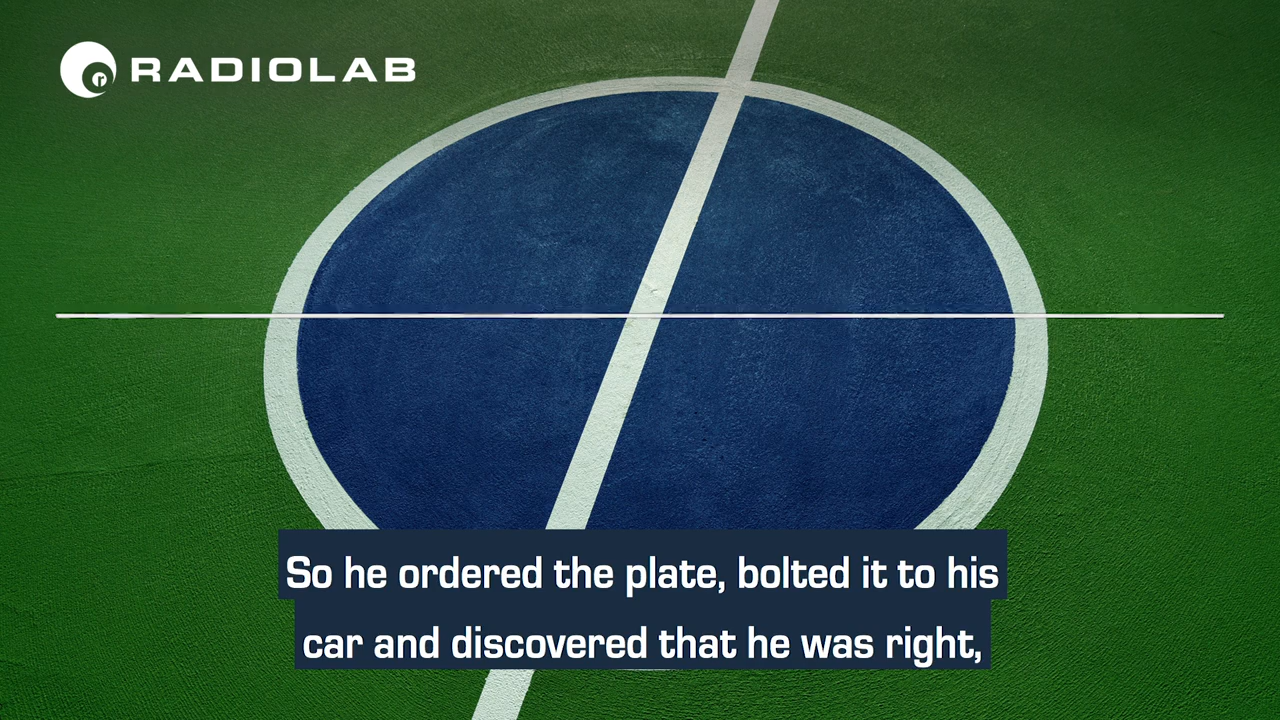 RADIOLAB
So he ordered the plate, bolted it to his
car and discovered that he was right,